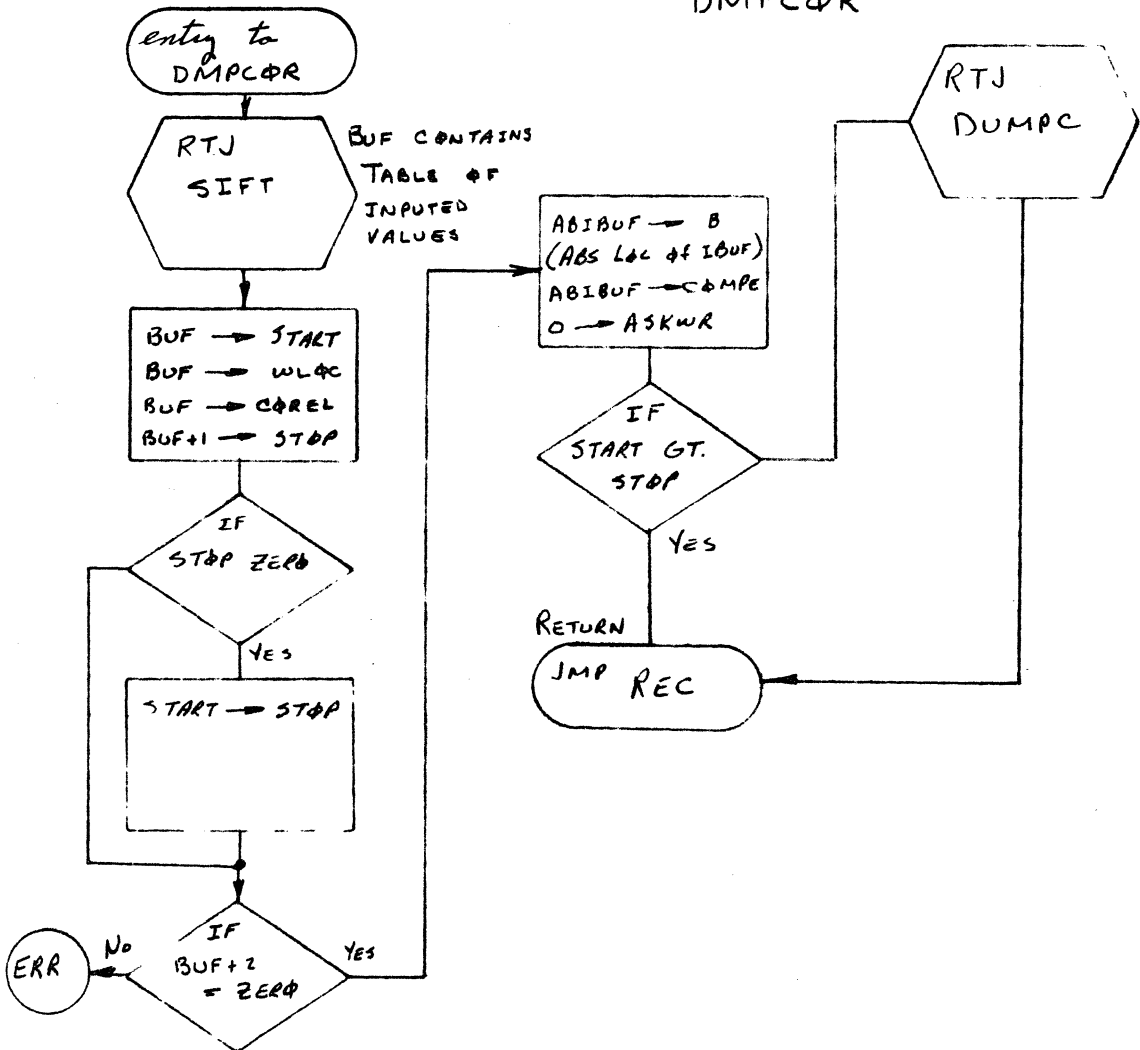 DMPCØR
entry to
DMPCØR
RTJ
SIFT
BUF CØNTAINS
TABLE ØF
INPUTED
VALUES
BUF → START
BUF → WLØC
BUF → CØREL
BUF+1 → STØP
IF
STØP ZERØ
YES
START → STØP
IF
BUF+2
= ZERØ
No
ERR
YES
ABIBUF → B
(ABS LØC Øf IBUF)
ABIBUF → CØMPE
0 → ASKWR
IF
START GT.
STØP
YES
RETURN
JMP REC
RTJ
DUMPC